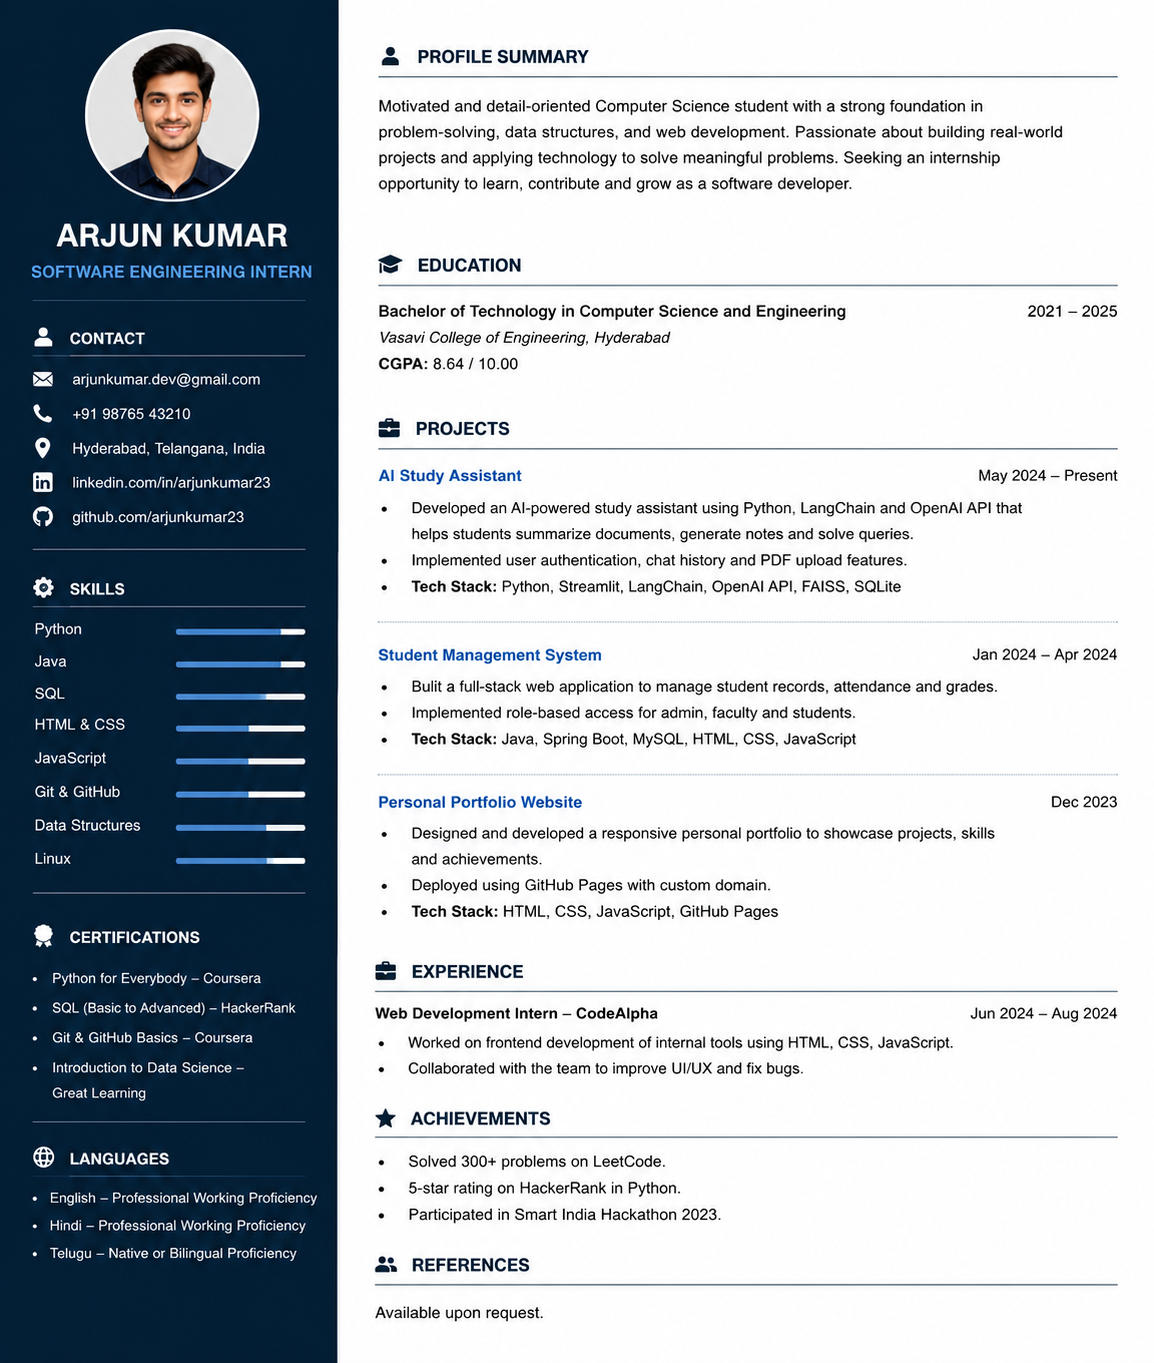 ARJUN KUMAR
SOFTWARE ENGINEERING INTERN
CONTACT
arjunkumar.dev@gmail.com
+91 98765 43210
Hyderabad, Telangana, India
linkedin.com/in/arjunkumar23
github.com/arjunkumar23
SKILLS
Python
Java
SQL
HTML & CSS
JavaScript
Git & GitHub
Data Structures
Linux
CERTIFICATIONS
• Python for Everybody – Coursera
• SQL (Basic to Advanced) – HackerRank
• Git & GitHub Basics – Coursera
• Introduction to Data Science –
Great Learning
LANGUAGES
• English – Professional Working Proficiency
• Hindi – Professional Working Proficiency
• Telugu – Native or Bilingual Proficiency
PROFILE SUMMARY
Motivated and detail-oriented Computer Science student with a strong foundation in
problem-solving, data structures, and web development. Passionate about building real-world
projects and applying technology to solve meaningful problems. Seeking an internship
opportunity to learn, contribute and grow as a software developer.
EDUCATION
Bachelor of Technology in Computer Science and Engineering 2021 – 2025
Vasavi College of Engineering, Hyderabad
CGPA: 8.64 / 10.00
PROJECTS
AI Study Assistant May 2024 – Present
• Developed an AI-powered study assistant using Python, LangChain and OpenAI API that
helps students summarize documents, generate notes and solve queries.
• Implemented user authentication, chat history and PDF upload features.
• Tech Stack: Python, Streamlit, LangChain, OpenAI API, FAISS, SQLite
Student Management System Jan 2024 – Apr 2024
• Bulit a full-stack web application to manage student records, attendance and grades.
• Implemented role-based access for admin, faculty and students.
• Tech Stack: Java, Spring Boot, MySQL, HTML, CSS, JavaScript
Personal Portfolio Website Dec 2023
• Designed and developed a responsive personal portfolio to showcase projects, skills
and achievements.
• Deployed using GitHub Pages with custom domain.
• Tech Stack: HTML, CSS, JavaScript, GitHub Pages
EXPERIENCE
Web Development Intern – CodeAlpha Jun 2024 – Aug 2024
• Worked on frontend development of internal tools using HTML, CSS, JavaScript.
• Collaborated with the team to improve UI/UX and fix bugs.
ACHIEVEMENTS
• Solved 300+ problems on LeetCode.
• 5-star rating on HackerRank in Python.
• Participated in Smart India Hackathon 2023.
REFERENCES
Available upon request.